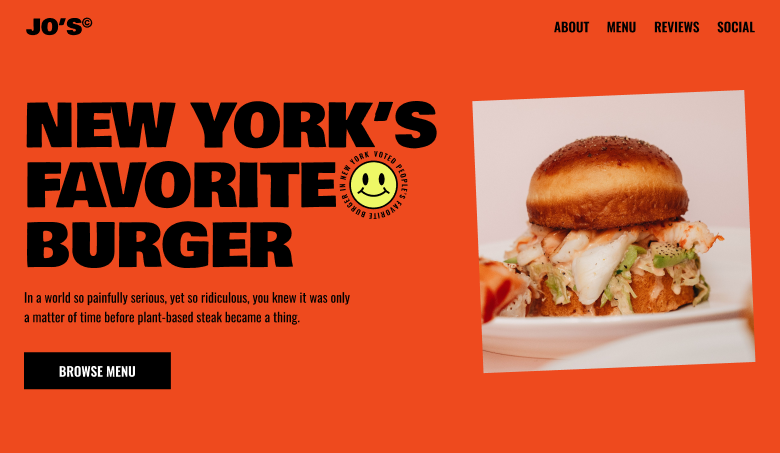 JO'S©
ABOUT MENU REVIEWS SOCIAL
NEW YORK'S
FAVORITE
VOTED PEOPLE'S FAVORITE BURGER IN NEW YORK
BURGER
In a world so painfully serious, yet so ridiculous, you knew it was only
a matter of time before plant-based steak became a thing.
BROWSE MENU